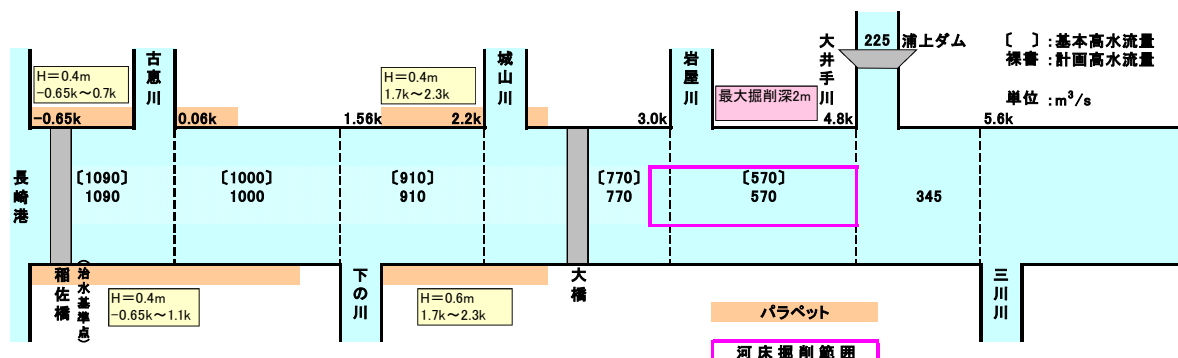 古恵川
城山川
岩屋川
大井手川
225
浦上ダム
〔 〕:基本高水流量
裸書:計画高水流量
単位:m³/s
H=0.4m
-0.65k~0.7k
H=0.4m
1.7k~2.3k
最大掘削深2m
-0.65k
0.06k
1.56k
2.2k
3.0k
4.8k
5.6k
長崎港
〔1090〕
1090
〔1000〕
1000
〔910〕
910
〔770〕
770
〔570〕
570
345
稲佐橋
(治水基準点)
H=0.4m
-0.65k~1.1k
下の川
H=0.6m
1.7k~2.3k
大橋
三川川
パラペット
河床掘削範囲